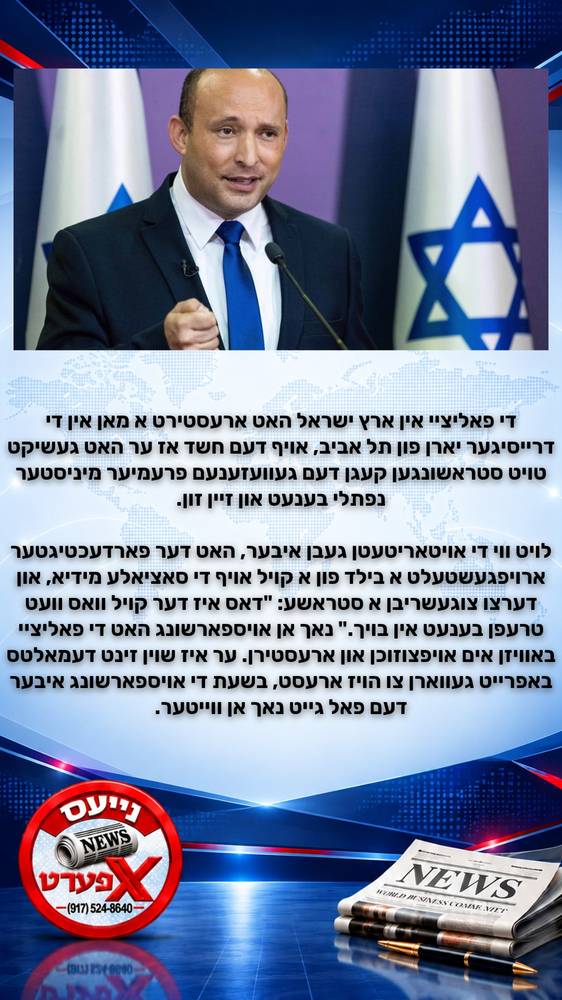 די פאליציי אין ארץ ישראל האט ארעסטירט א מאן אין די
דרייסיגער יארן פון תל אביב, אויף דעם חשד אז ער האט געשיקט
טויט סטראשונגען קעגן דעם געוועזענעם פרעמיער מיניסטער
נפתלי בענעט און זיין זון.
לויט ווי די אויטאריטעטן געבן איבער, האט דער פארדעכטיגטער
ארויפגעשטעלט א בילד פון א קויל אויף די סאציאלע מידיא, און
דערצו צוגעשריבן א סטראשע: "דאס איז דער קויל וואס וועט
טרעפן בענעט אין בויך." נאך אן אויספארשונג האט די פאליציי
באוויזן אים אויפצוזוכן און ארעסטירן. ער איז שוין זינט דעמאלטס
באפרייט געווארן צו הויז ארעסט, בשעת די אויספארשונג איבער
דעם פאל גייט נאך אן ווייטער.
נייעס
NEWS
Xפערט
(917) 524-8640
NEWS